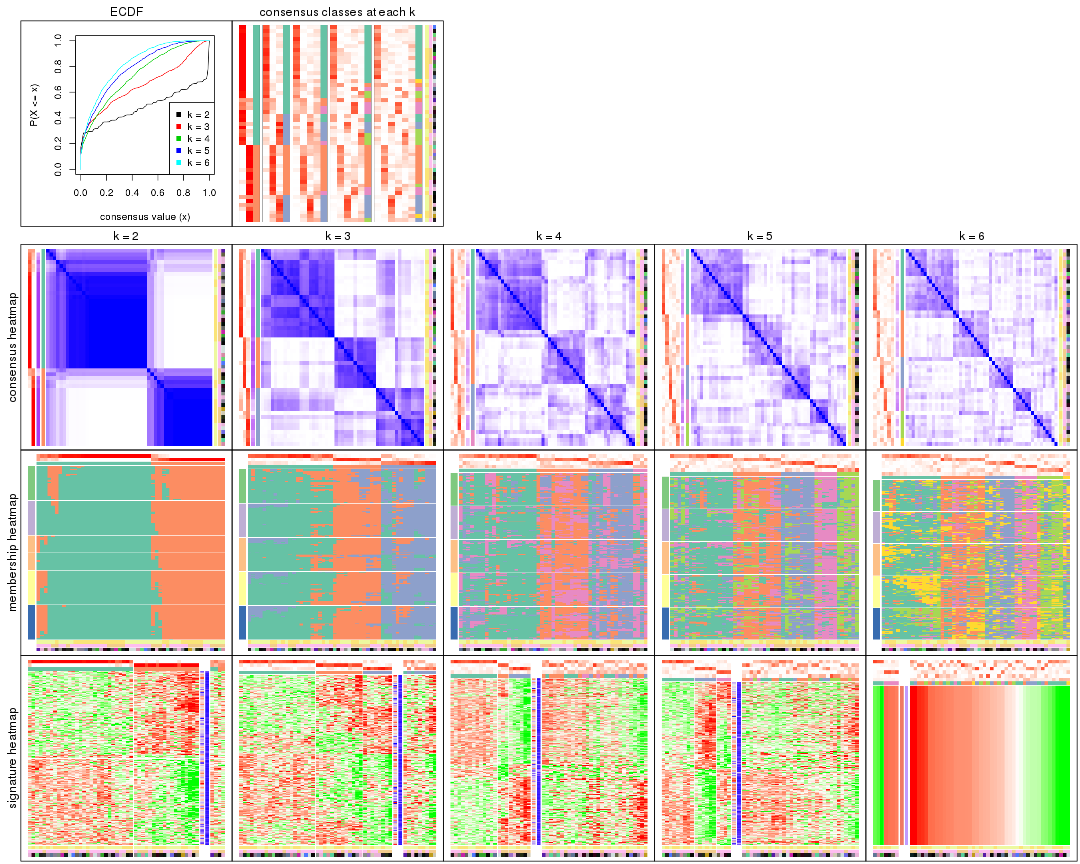 ECDF
consensus classes at each k
P(X <= x)
0.0 0.2 0.4 0.6 0.8 1.0
k = 2
k = 3
k = 4
k = 5
k = 6
0.0 0.2 0.4 0.6 0.8 1.0
consensus value (x)
k = 2
k = 3
k = 4
k = 5
k = 6
consensus heatmap
membership heatmap
signature heatmap